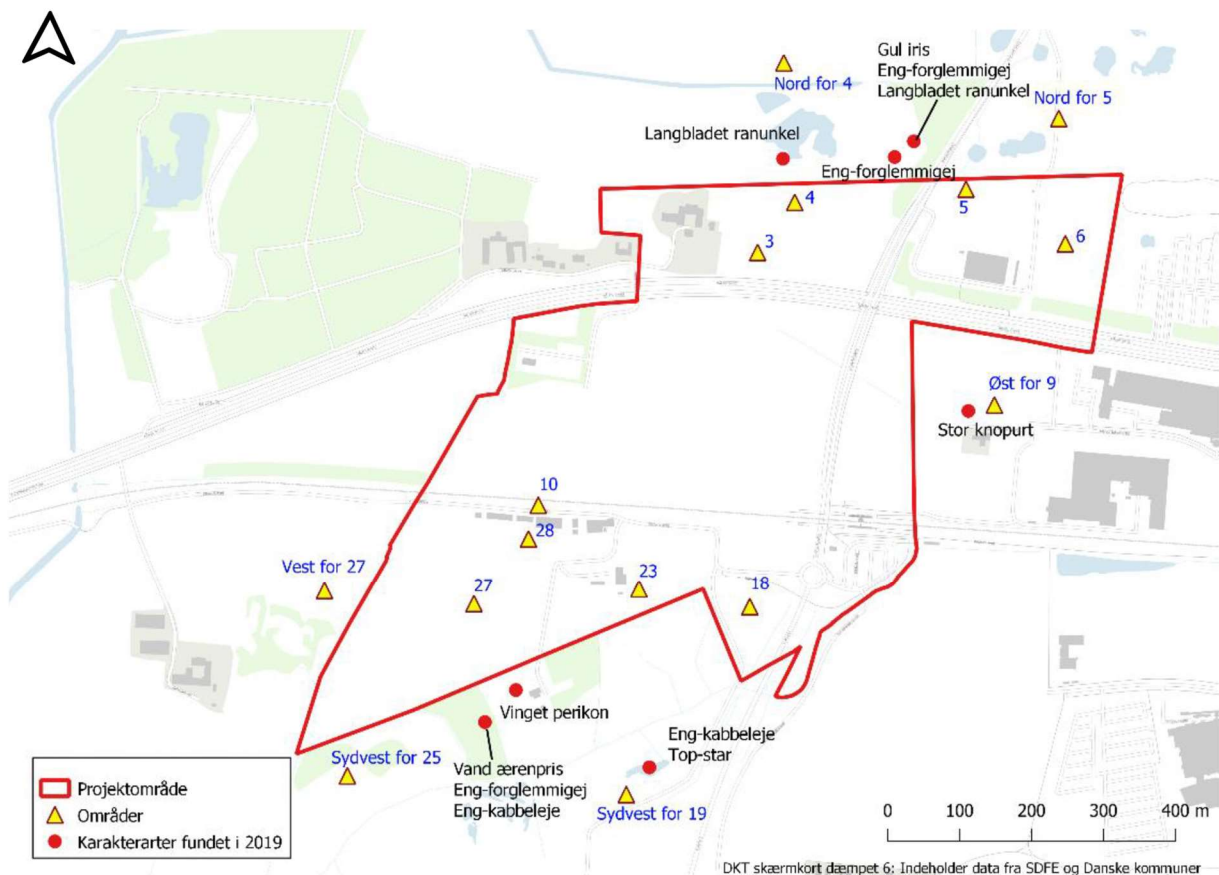 Gul iris
Eng-forglemmigej
Langbladet ranunkel
Nord for 4
Nord for 5
Langbladet ranunkel
Eng-forglemmigej
4
5
3
6
Øst for 9
Stor knopurt
10
28
Vest for 27
27
23
18
Vinget perikon
Eng-kabbeleje
Top-star
Sydvest for 25
Vand ærenpris
Eng-forglemmigej
Eng-kabbeleje
Sydvest for 19
Projektområde
Områder
Karakterarter fundet i 2019
0 100 200 300 400 m
DKT skærmkort dæmpet 6: Indeholder data fra SDFE og Danske kommuner